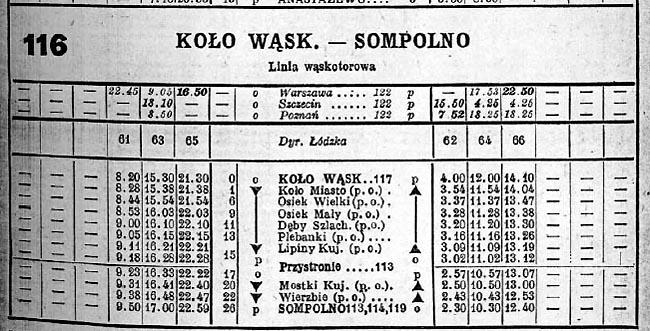 116
KOŁO WĄSK. — SOMPOLNO
Linia wąskotorowa
— — — 22.45 9.05 16.50 o Warszawa ...... 122 p — 17.53 22.50 — — —
— — — — 18.10 — o Szczecin ...... 122 p 15.50 4.25 4.25 — — —
— — — — 8.50 — o Poznań ...... 122 p 7 52 18.25 18.25 — — —
61 63 65 Dyr. Łódzka 62 64 66
— — — 8.20 15.30 21.30 0 o KOŁO WĄSK..117 p 4.00 12.00 14.10 — — —
— — — 8.28 15.38 21.38 1 Koło Miasto (p.o.) . 3.54 11.54 14.04 — — —
— — — 8.44 15.54 21.54 6 Osiek Wielki (p.o.) . 3.37 11.37 13.47 — — —
— — — 8.53 16.03 22.03 9 Osiek Mały (p. o.) . 3.28 11.28 13.38 — — —
— — — 9.00 16.10 22.10 11 Dęby Szlach. (p.o.) 3.20 11.20 13.30 — — —
— — — 9.05 16.15 22.15 13 Plebanki (p. o.) .... 3.16 11.16 13.26 — — —
— — — 9.11 16.21 22.21 Lipiny Kuj. (p. o.) 3.09 11.09 13.19 — — —
— — — 9.18 16.28 22.28 15 p Przystronie .....113 o 3.02 11.02 13.12 — — —
— — — 9.23 16.33 22.22 17 o p 2.57 10.57 13.07 — — —
— — — 9.31 16.41 22.40 20 Mostki Kuj. (p. o.) . 2.50 10.50 13.00 — — —
— — — 9.38 16.48 22.47 22 Wierzbie (p. o.) .... 2.43 10.43 12.53 — — —
— — — 9.50 17.00 22.59 26 p SOMPOLNO 113,114,119 o 2.30 10.30 12.40 — — —